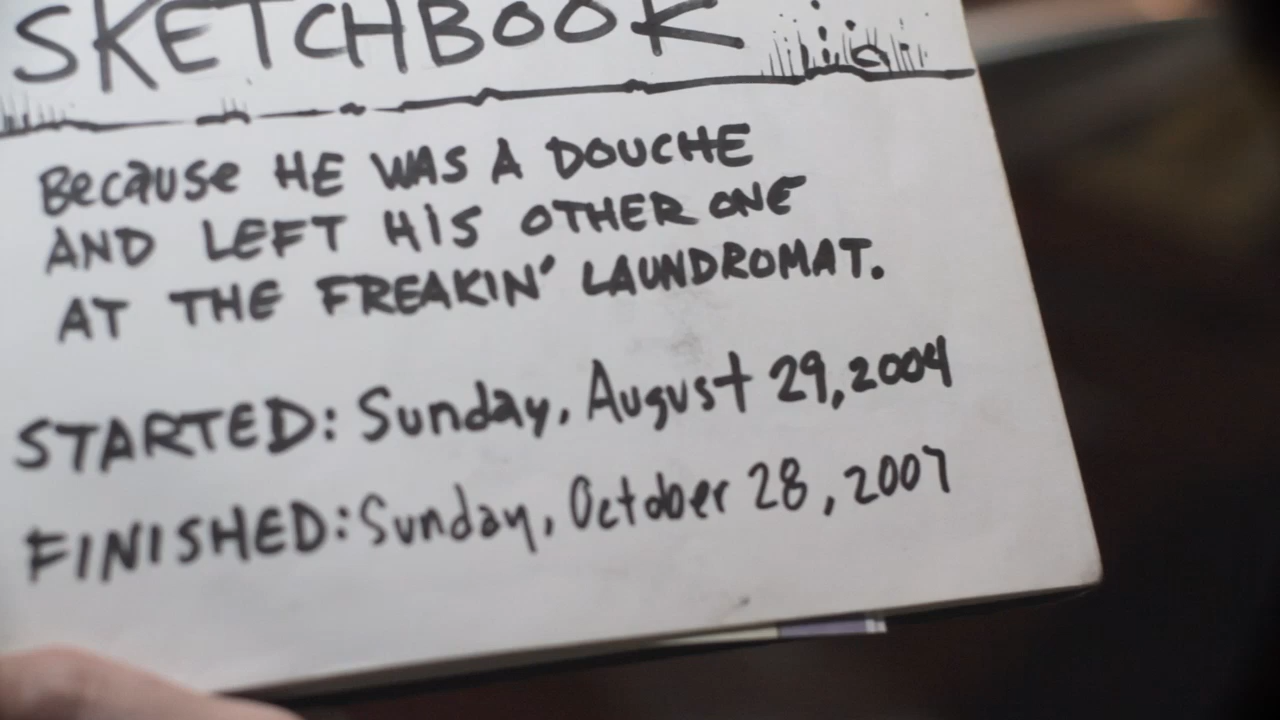 SKETCHBOOK
Because HE WAS A DOUCHE
AND LEFT HIS OTHER ONE
AT THE FREAKIN' LAUNDROMAT.
STARTED: Sunday, August 29, 2004
FINISHED: Sunday, October 28, 2007